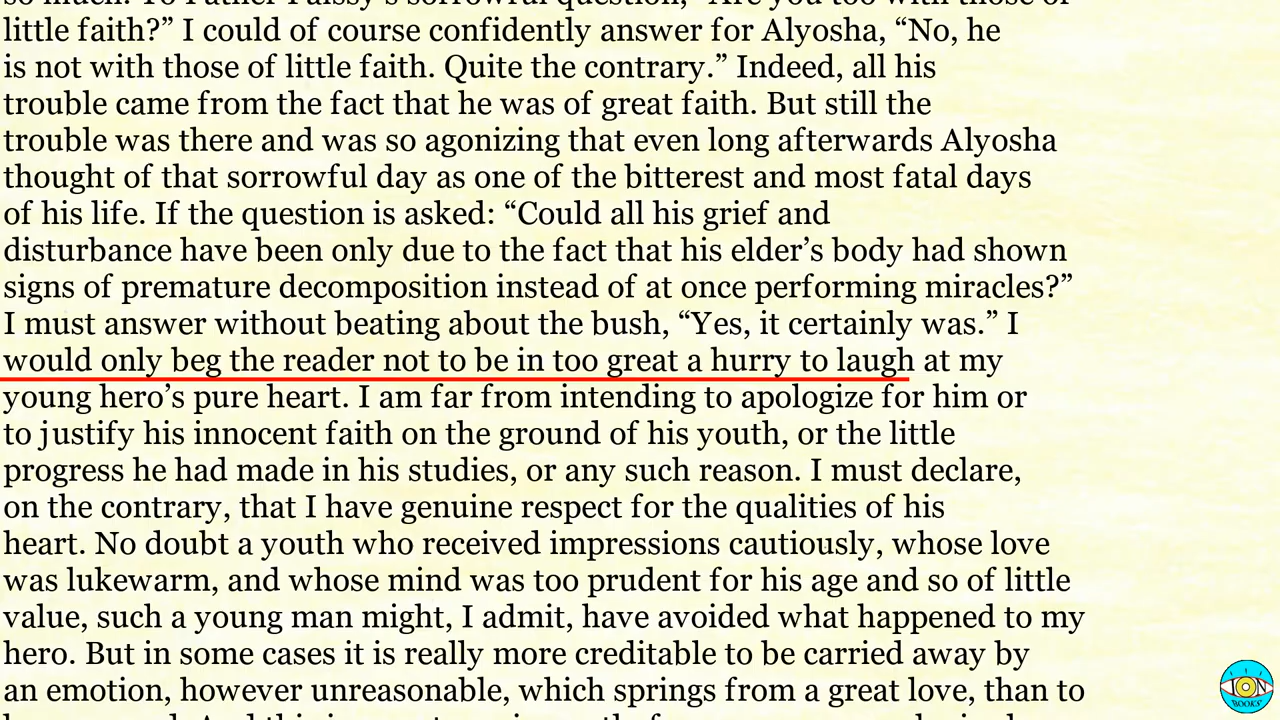 little faith?” I could of course confidently answer for Alyosha, “No, he
is not with those of little faith. Quite the contrary.” Indeed, all his
trouble came from the fact that he was of great faith. But still the
trouble was there and was so agonizing that even long afterwards Alyosha
thought of that sorrowful day as one of the bitterest and most fatal days
of his life. If the question is asked: “Could all his grief and
disturbance have been only due to the fact that his elder’s body had shown
signs of premature decomposition instead of at once performing miracles?”
I must answer without beating about the bush, “Yes, it certainly was.” I
would only beg the reader not to be in too great a hurry to laugh at my
young hero’s pure heart. I am far from intending to apologize for him or
to justify his innocent faith on the ground of his youth, or the little
progress he had made in his studies, or any such reason. I must declare,
on the contrary, that I have genuine respect for the qualities of his
heart. No doubt a youth who received impressions cautiously, whose love
was lukewarm, and whose mind was too prudent for his age and so of little
value, such a young man might, I admit, have avoided what happened to my
hero. But in some cases it is really more creditable to be carried away by
an emotion, however unreasonable, which springs from a great love, than to
ION
BOOKS